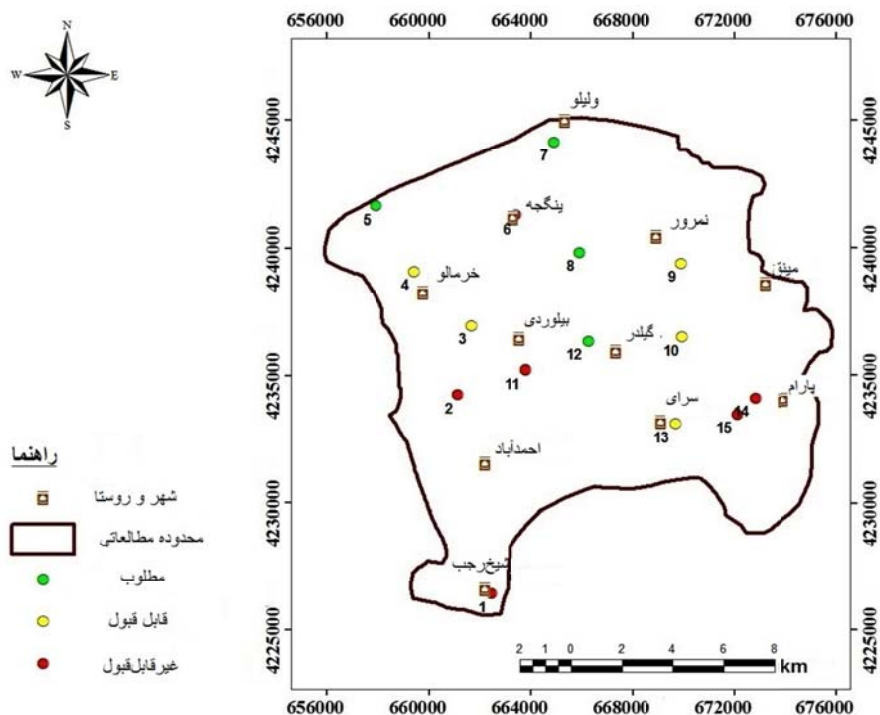 656000 660000 664000 668000 672000 676000
N
W E
S
4245000 4245000
ولیلو
7
5
ینگجه
6
نمرور
4240000 4240000
8
9
4
خرمالو
مینق
3
بیلوردی
12
گیلدر
10
4235000 4235000
11
2
پارام
14
سرای
15
13
احمدآباد
راهنما
شهر و روستا
4230000 4230000
محدوده مطالعاتی
شیخ‌رجب
مطلوب
1
قابل قبول
4225000 4225000
غیرقابل‌قبول
2 1 0 2 4 6 8
km
656000 660000 664000 668000 672000 676000